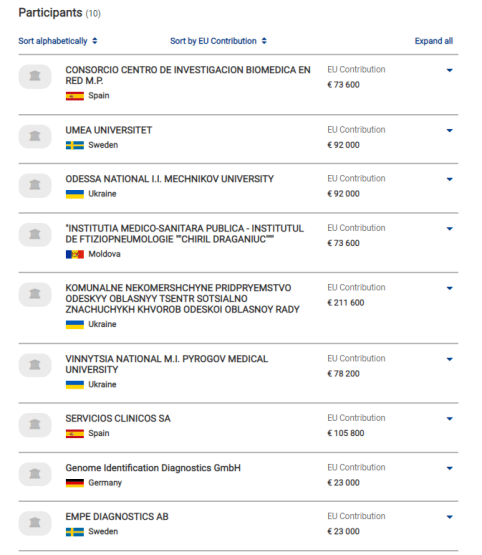 Participants (10)
Sort alphabetically Sort by EU Contribution Expand all
CONSORCIO CENTRO DE INVESTIGACION BIOMEDICA EN
RED M.P.
Spain
EU Contribution
€ 73 600
UMEA UNIVERSITET
Sweden
EU Contribution
€ 92 000
ODESSA NATIONAL I.I. MECHNIKOV UNIVERSITY
Ukraine
EU Contribution
€ 92 000
"INSTITUTIA MEDICO-SANITARA PUBLICA - INSTITUTUL
DE FTIZIOPNEUMOLOGIE ""CHIRIL DRAGANIUC"""
Moldova
EU Contribution
€ 73 600
KOMUNALNE NEKOMERSHCHYNE PRIDPRYEMSTVO
ODESKYY OBLASNYY TSENTR SOTSIALNO
ZNACHUCHYKH KHVOROB ODESKOI OBLASNOY RADY
Ukraine
EU Contribution
€ 211 600
VINNYTSIA NATIONAL M.I. PYROGOV MEDICAL
UNIVERSITY
Ukraine
EU Contribution
€ 78 200
SERVICIOS CLINICOS SA
Spain
EU Contribution
€ 105 800
Genome Identification Diagnostics GmbH
Germany
EU Contribution
€ 23 000
EMPE DIAGNOSTICS AB
Sweden
EU Contribution
€ 23 000